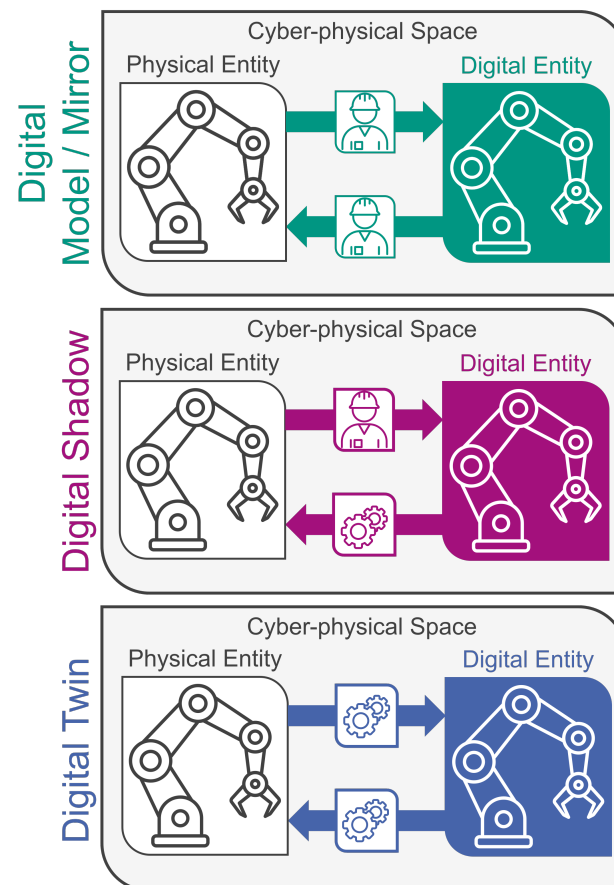 Digital
Model / Mirror
Cyber-physical Space
Physical Entity
Digital Entity
Digital Shadow
Cyber-physical Space
Physical Entity
Digital Entity
Digital Twin
Cyber-physical Space
Physical Entity
Digital Entity